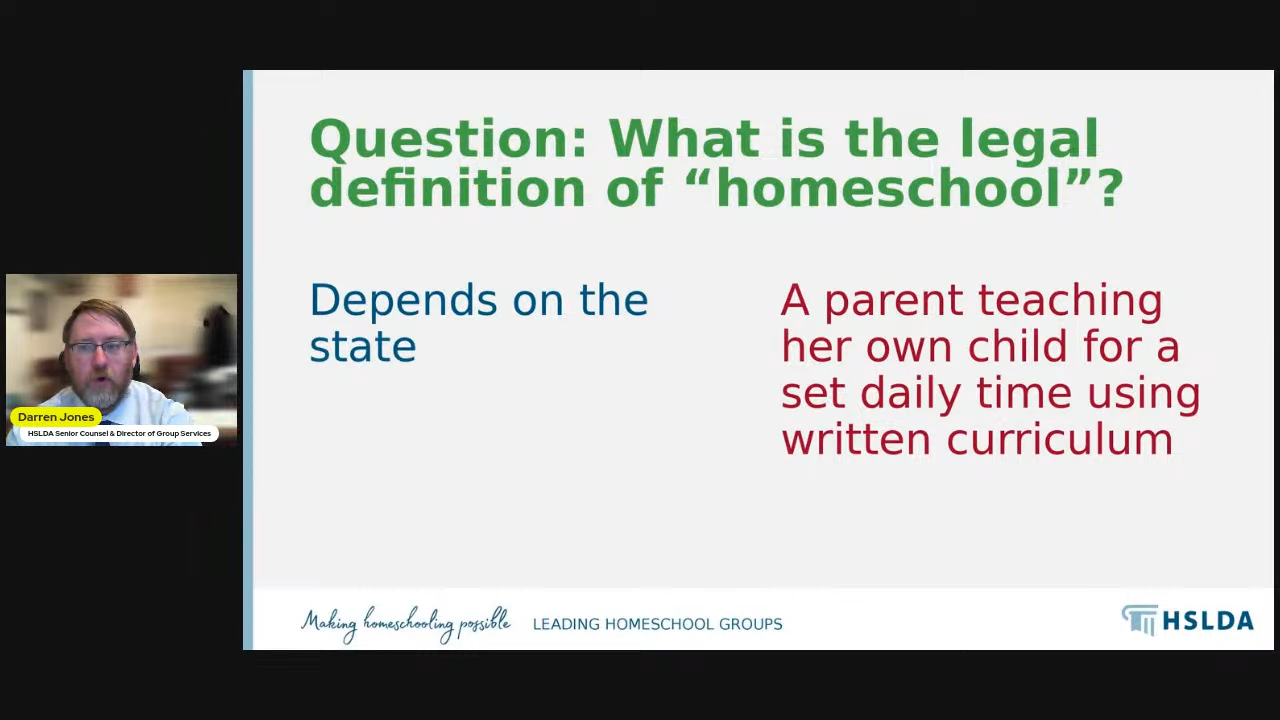 Question: What is the legal
definition of “homeschool”?
Depends on the
state
A parent teaching
her own child for a
set daily time using
written curriculum
Darren Jones
HSLDA Senior Counsel & Director of Group Services
Making homeschooling possible
LEADING HOMESCHOOL GROUPS
HSLDA